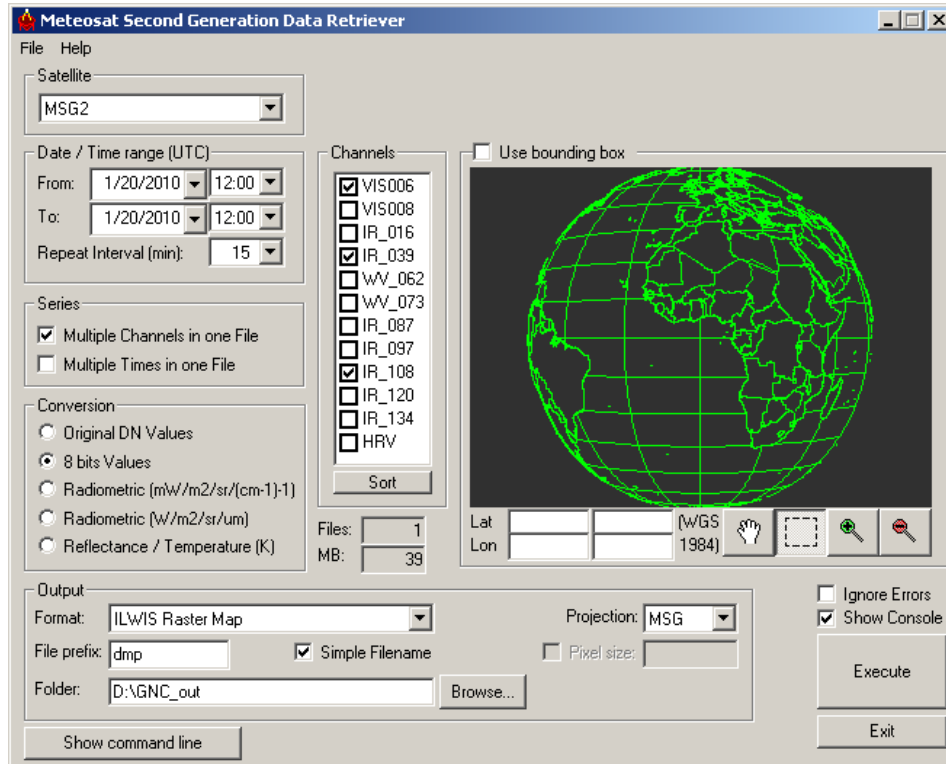 Meteosat Second Generation Data Retriever
File Help
Satellite
MSG2
Date / Time range (UTC)
From: 1/20/2010 12:00
To: 1/20/2010 12:00
Repeat Interval (min): 15
Series
Multiple Channels in one File
Multiple Times in one File
Conversion
Original DN Values
8 bits Values
Radiometric (mW/m2/sr/(cm-1)-1)
Radiometric (W/m2/sr/um)
Reflectance / Temperature (K)
Channels
VIS006
VIS008
IR_016
IR_039
WV_062
WV_073
IR_087
IR_097
IR_108
IR_120
IR_134
HRV
Sort
Files: 1
MB: 39
Use bounding box
Lat
Lon
(WGS
1984)
Output
Format: ILWIS Raster Map
Projection: MSG
File prefix: dmp
Simple Filename
Pixel size:
Folder: D:\GNC_out
Browse...
Ignore Errors
Show Console
Execute
Exit
Show command line